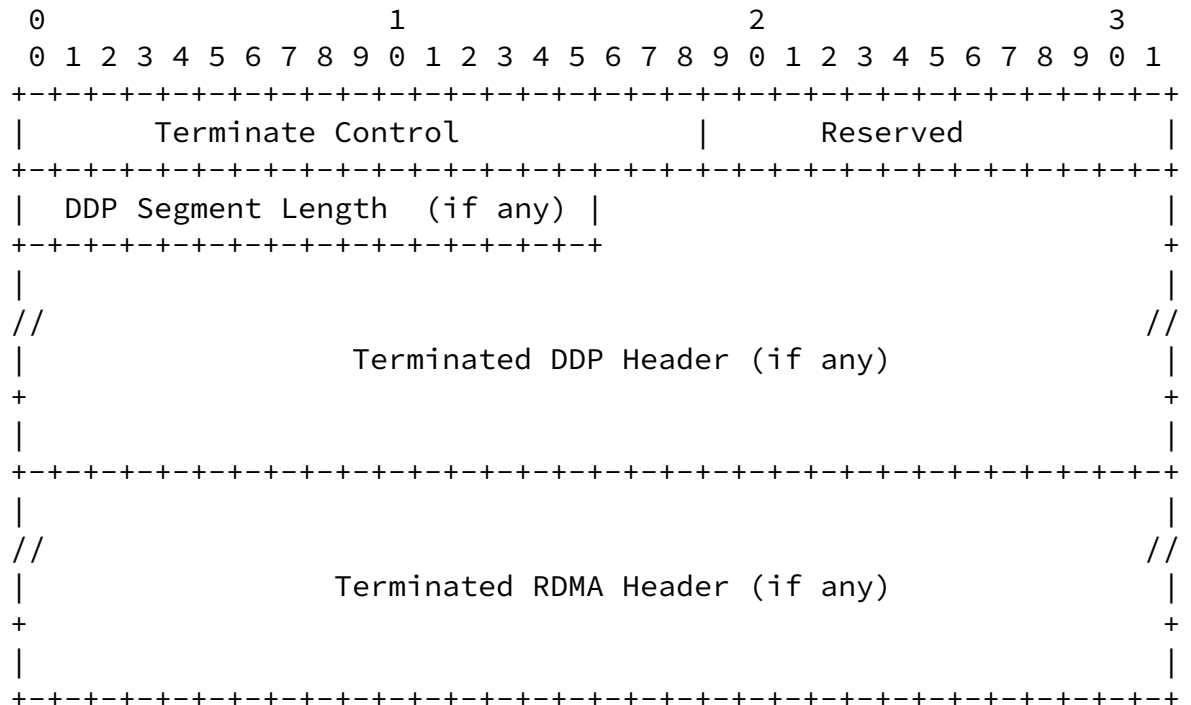 0                   1                   2                   3
 0 1 2 3 4 5 6 7 8 9 0 1 2 3 4 5 6 7 8 9 0 1 2 3 4 5 6 7 8 9 0 1
+-+-+-+-+-+-+-+-+-+-+-+-+-+-+-+-+-+-+-+-+-+-+-+-+-+-+-+-+-+-+-+-+
|       Terminate Control             |      Reserved           |
+-+-+-+-+-+-+-+-+-+-+-+-+-+-+-+-+-+-+-+-+-+-+-+-+-+-+-+-+-+-+-+-+
|  DDP Segment Length  (if any) |                               |
+-+-+-+-+-+-+-+-+-+-+-+-+-+-+-+-+                               +
|                                                               |
//                                                             //
|                  Terminated DDP Header (if any)               |
+                                                               +
|                                                               |
+-+-+-+-+-+-+-+-+-+-+-+-+-+-+-+-+-+-+-+-+-+-+-+-+-+-+-+-+-+-+-+-+
|                                                               |
//                                                             //
|                 Terminated RDMA Header (if any)               |
+                                                               +
|                                                               |
+-+-+-+-+-+-+-+-+-+-+-+-+-+-+-+-+-+-+-+-+-+-+-+-+-+-+-+-+-+-+-+-+